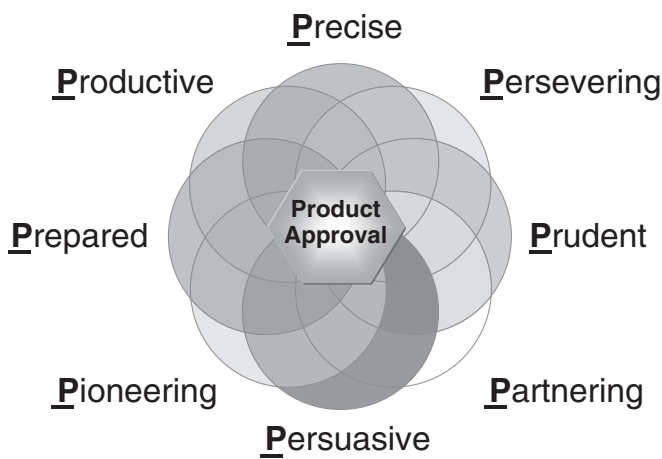 Precise
Productive
Persevering
Product
Approval
Prepared
Prudent
Pioneering
Partnering
Persuasive